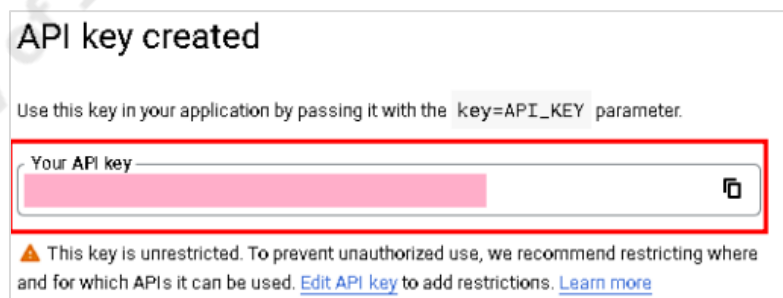 API key created
Use this key in your application by passing it with the key=API_KEY parameter.
Your API key
This key is unrestricted. To prevent unauthorized use, we recommend restricting where
and for which APIs it can be used. Edit API key to add restrictions. Learn more